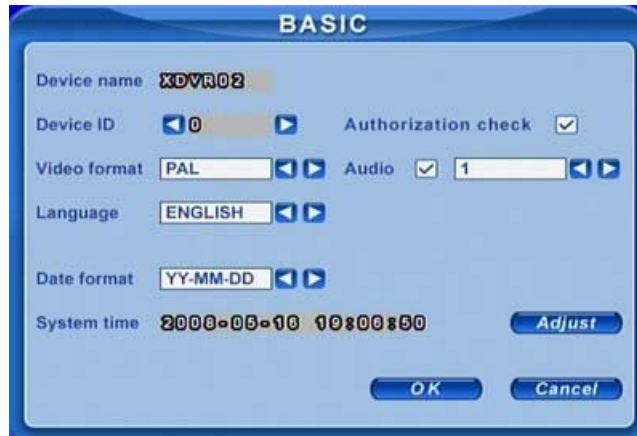 BASIC
Device name XDVR02
Device ID 0 Authorization check
Video format PAL Audio 1
Language ENGLISH
Date format YY-MM-DD
System time 2008-05-16 19:06:50 Adjust
OK Cancel